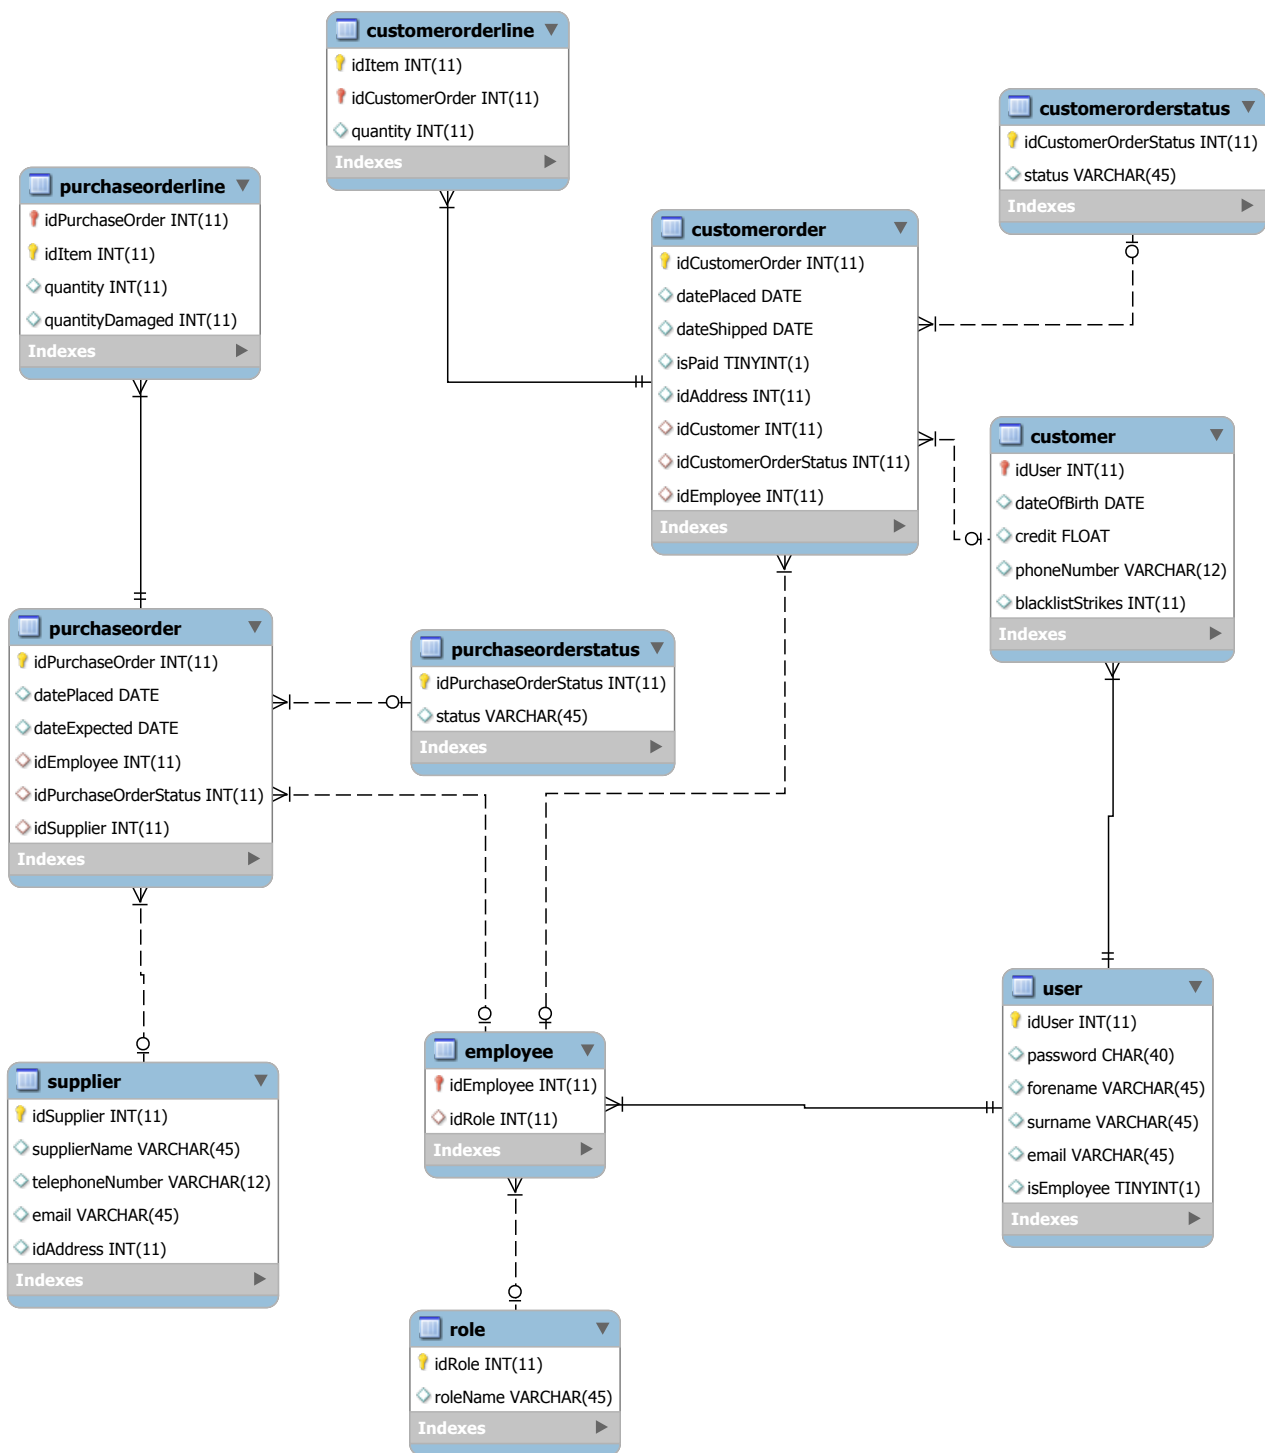 customerorderline
idItem INT(11)
idCustomerOrder INT(11)
quantity INT(11)
Indexes
customerorderstatus
idCustomerOrderStatus INT(11)
status VARCHAR(45)
Indexes
purchaseorderline
idPurchaseOrder INT(11)
idItem INT(11)
quantity INT(11)
quantityDamaged INT(11)
Indexes
customerorder
idCustomerOrder INT(11)
datePlaced DATE
dateShipped DATE
isPaid TINYINT(1)
idAddress INT(11)
idCustomer INT(11)
idCustomerOrderStatus INT(11)
idEmployee INT(11)
Indexes
customer
idUser INT(11)
dateOfBirth DATE
credit FLOAT
phoneNumber VARCHAR(12)
blacklistStrikes INT(11)
Indexes
purchaseorder
idPurchaseOrder INT(11)
datePlaced DATE
dateExpected DATE
idEmployee INT(11)
idPurchaseOrderStatus INT(11)
idSupplier INT(11)
Indexes
purchaseorderstatus
idPurchaseOrderStatus INT(11)
status VARCHAR(45)
Indexes
user
idUser INT(11)
password CHAR(40)
forename VARCHAR(45)
surname VARCHAR(45)
email VARCHAR(45)
isEmployee TINYINT(1)
Indexes
employee
idEmployee INT(11)
idRole INT(11)
Indexes
supplier
idSupplier INT(11)
supplierName VARCHAR(45)
telephoneNumber VARCHAR(12)
email VARCHAR(45)
idAddress INT(11)
Indexes
role
idRole INT(11)
roleName VARCHAR(45)
Indexes